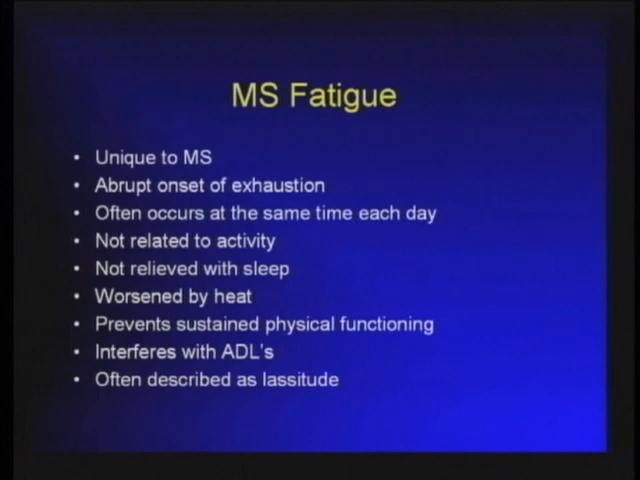 MS Fatigue
• Unique to MS
• Abrupt onset of exhaustion
• Often occurs at the same time each day
• Not related to activity
• Not relieved with sleep
• Worsened by heat
• Prevents sustained physical functioning
• Interferes with ADL's
• Often described as lassitude